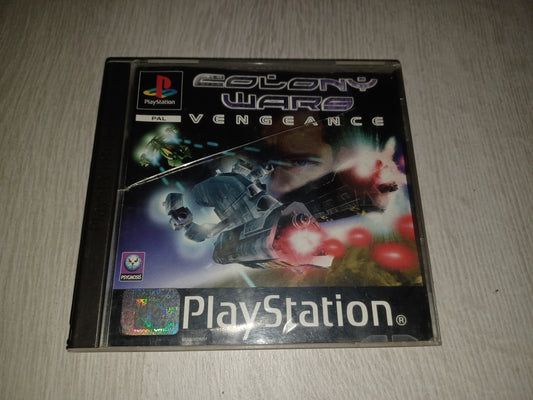 PlayStation
PAL
COLONY
WARS
VENGEANCE
PSYGNOSIS
PlayStation®